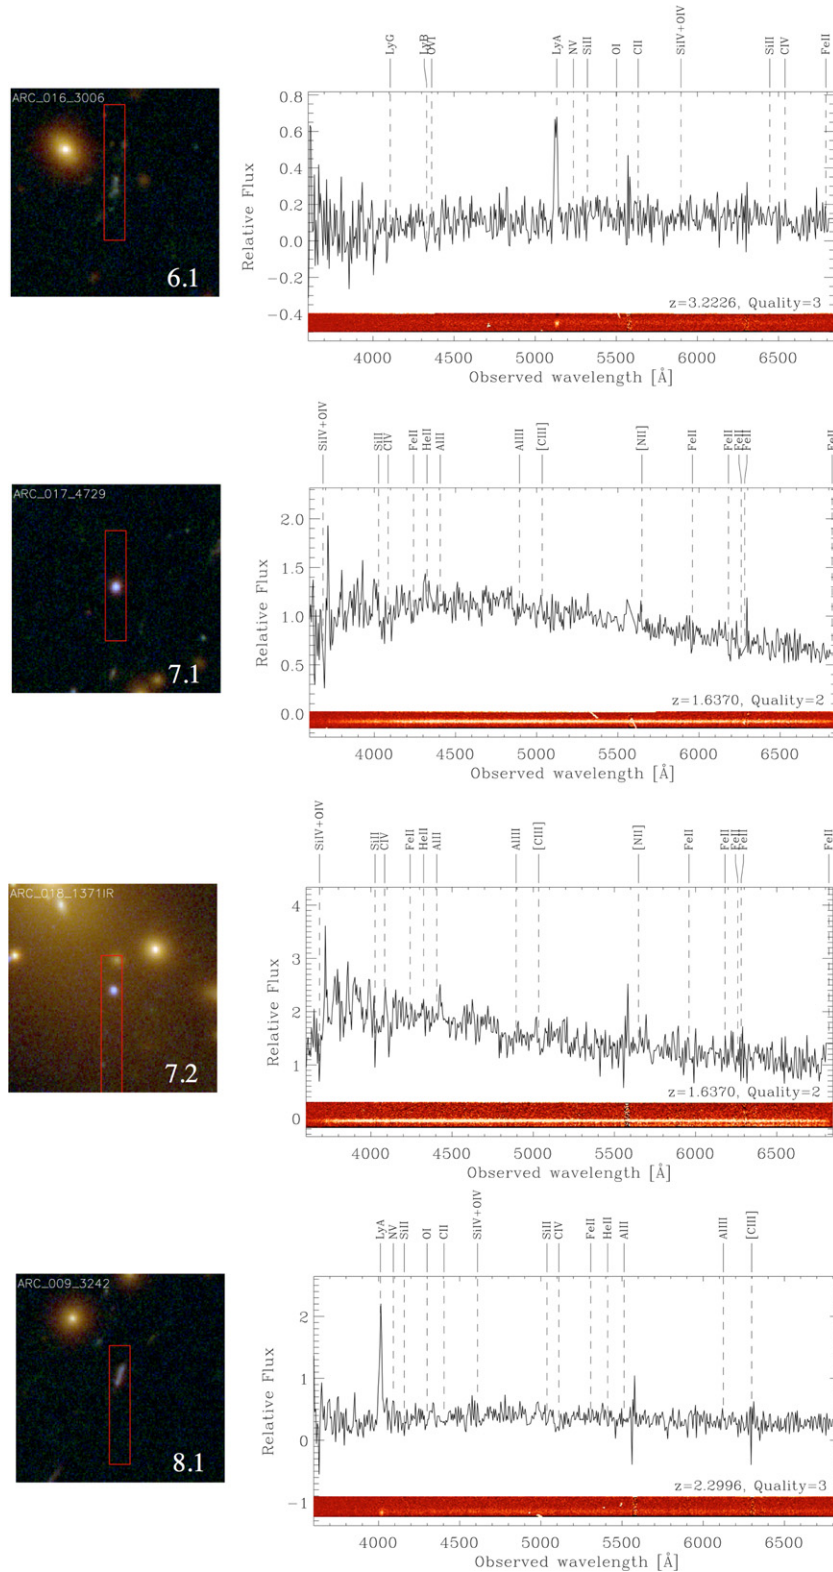 LyG LyB OVI LyA NV SiII OI CII SiIV+OIV SiII CIV FeII
ARC_016_3006
6.1
Relative Flux
0.8
0.6
0.4
0.2
0.0
−0.2
−0.4
z=3.2226, Quality=3
4000 4500 5000 5500 6000 6500
Observed wavelength [Å]
SiIV+OIV SiII CIV FeII HeII AlII AlIII [CIII] [NII] FeII FeII FeII FeII FeII
ARC_017_4729
7.1
Relative Flux
2.0
1.5
1.0
0.5
0.0
z=1.6370, Quality=2
4000 4500 5000 5500 6000 6500
Observed wavelength [Å]
SiIV+OIV SiII CIV FeII HeII AlII AlIII [CIII] [NII] FeII FeII FeII FeII FeII
ARC_018_1371IR
7.2
Relative Flux
4
3
2
1
0
z=1.6370, Quality=2
4000 4500 5000 5500 6000 6500
Observed wavelength [Å]
LyA NV SiII OI CII SiIV+OIV SiII CIV FeII HeII AlII AlIII [CIII]
ARC_009_3242
8.1
Relative Flux
2
1
0
−1
z=2.2996, Quality=3
4000 4500 5000 5500 6000 6500
Observed wavelength [Å]